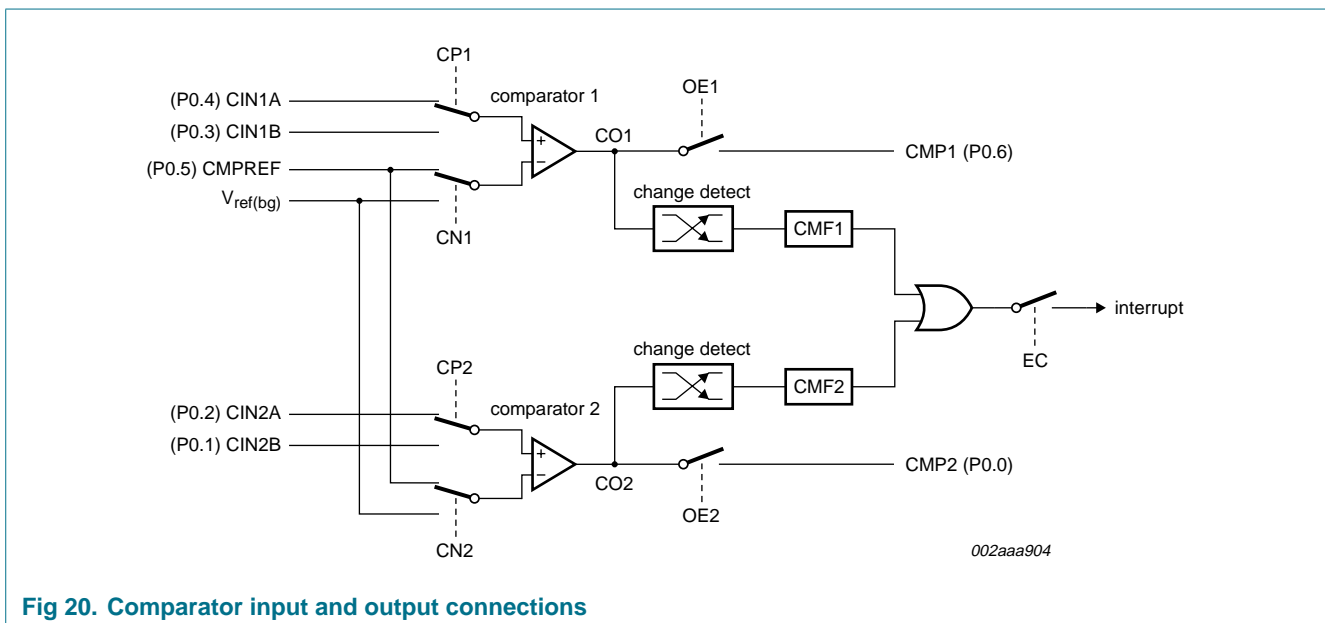 CP1
(P0.4) CIN1A
comparator 1
OE1
(P0.3) CIN1B
+
CO1
CMP1 (P0.6)
(P0.5) CMPREF
−
change detect
Vref(bg)
CN1
CMF1
interrupt
change detect
EC
CP2
CMF2
(P0.2) CIN2A
comparator 2
(P0.1) CIN2B
+
CMP2 (P0.0)
−
CO2
OE2
CN2
002aaa904
Fig 20. Comparator input and output connections